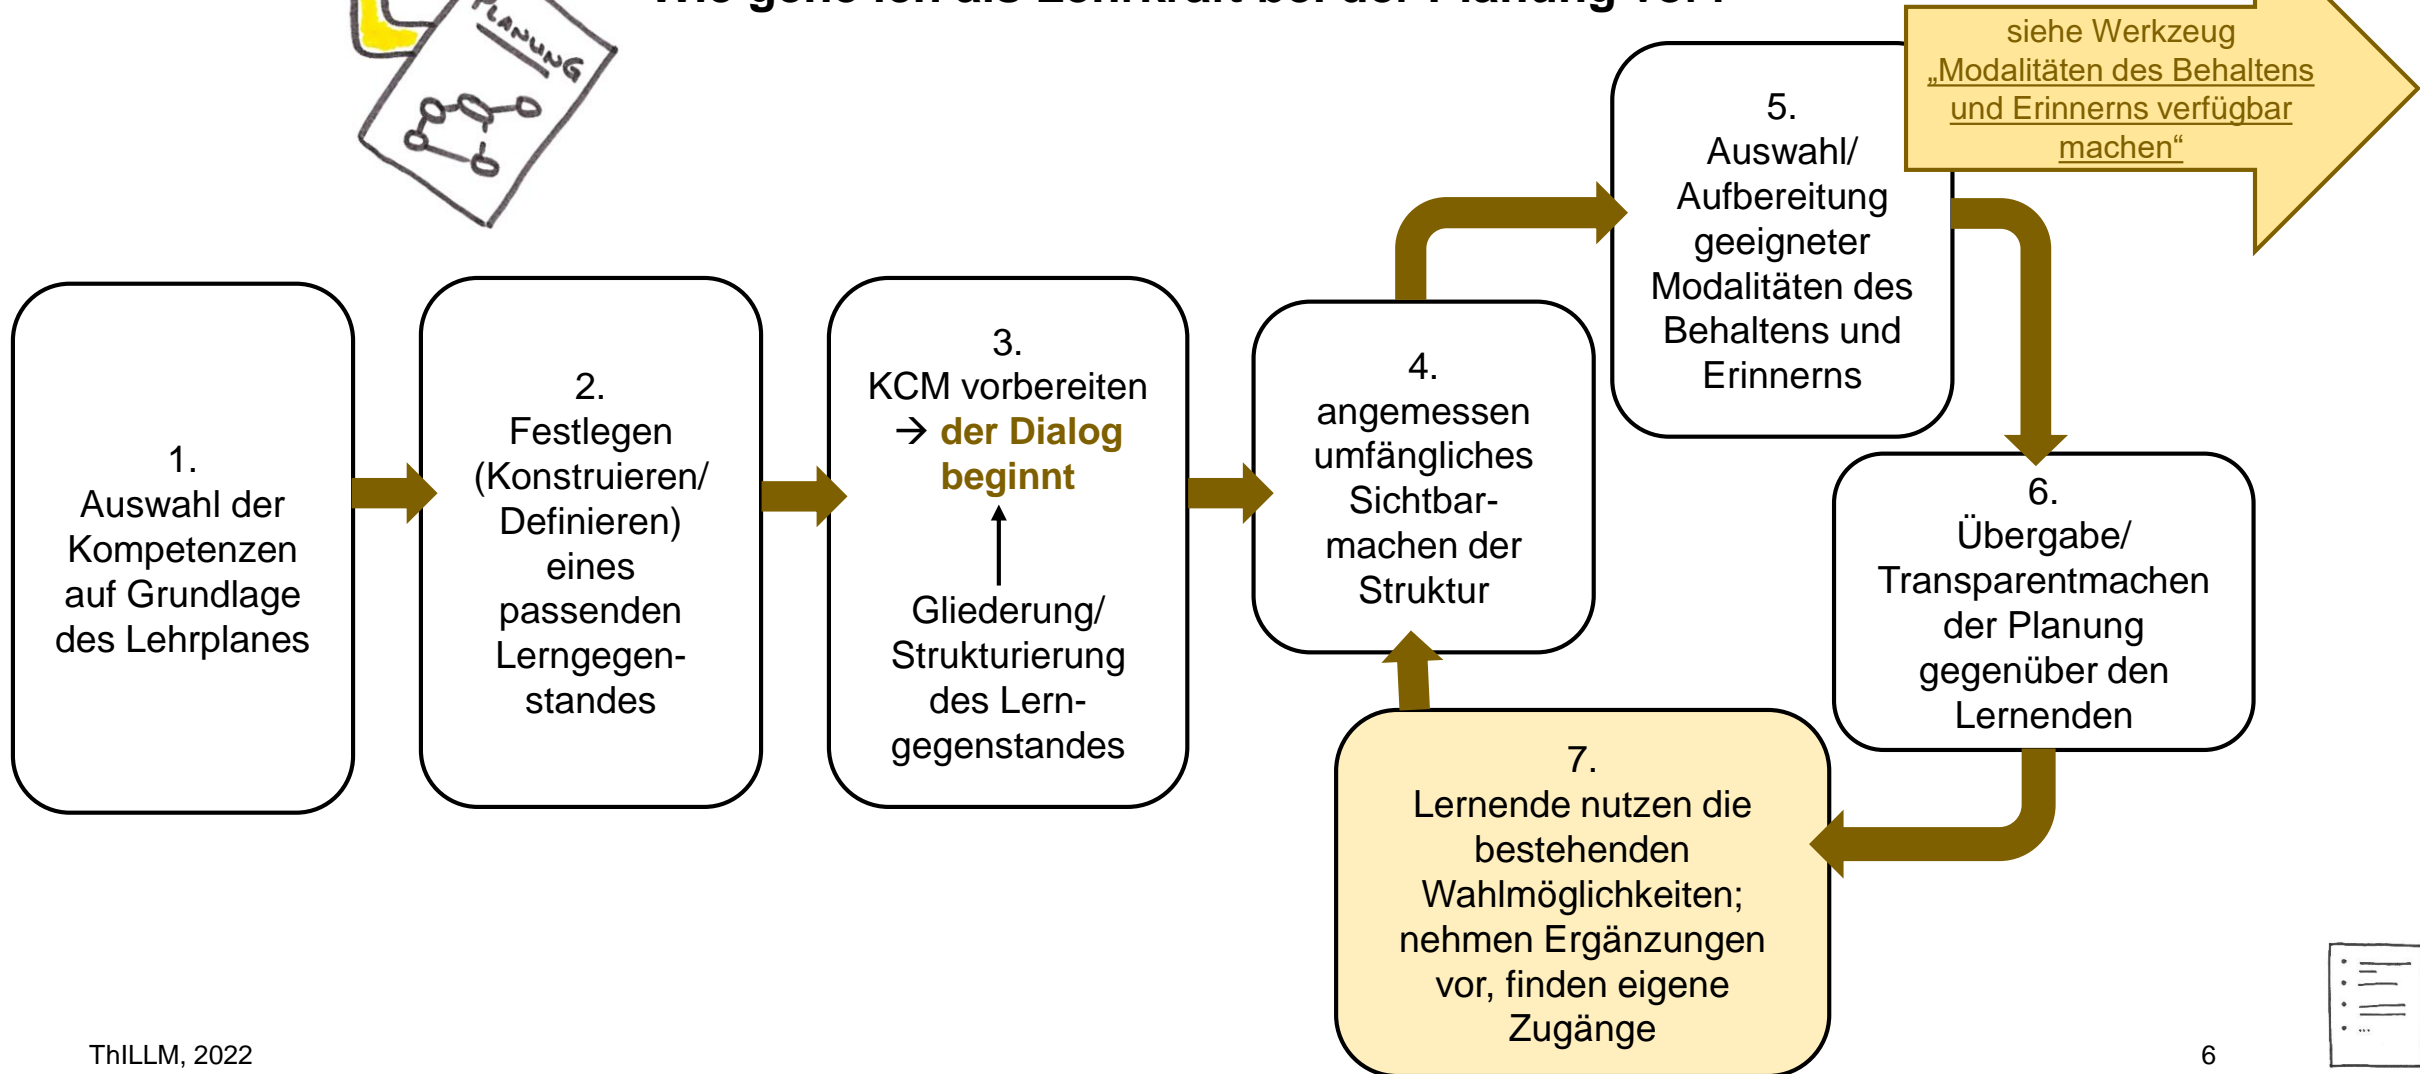 Wie gehe ich als Lehrkraft bei der Planung vor?
PLANUNG
siehe Werkzeug
„Modalitäten des Behaltens
und Erinnerns verfügbar
machen“
1.
Auswahl der
Kompetenzen
auf Grundlage
des Lehrplanes
2.
Festlegen
(Konstruieren/
Definieren)
eines
passenden
Lerngegen-
standes
3.
KCM vorbereiten
→ der Dialog
beginnt
Gliederung/
Strukturierung
des Lern-
gegenstandes
4.
angemessen
umfängliches
Sichtbar-
machen der
Struktur
5.
Auswahl/
Aufbereitung
geeigneter
Modalitäten des
Behaltens und
Erinnerns
6.
Übergabe/
Transparentmachen
der Planung
gegenüber den
Lernenden
7.
Lernende nutzen die
bestehenden
Wahlmöglichkeiten;
nehmen Ergänzungen
vor, finden eigene
Zugänge
ThILLM, 2022
6